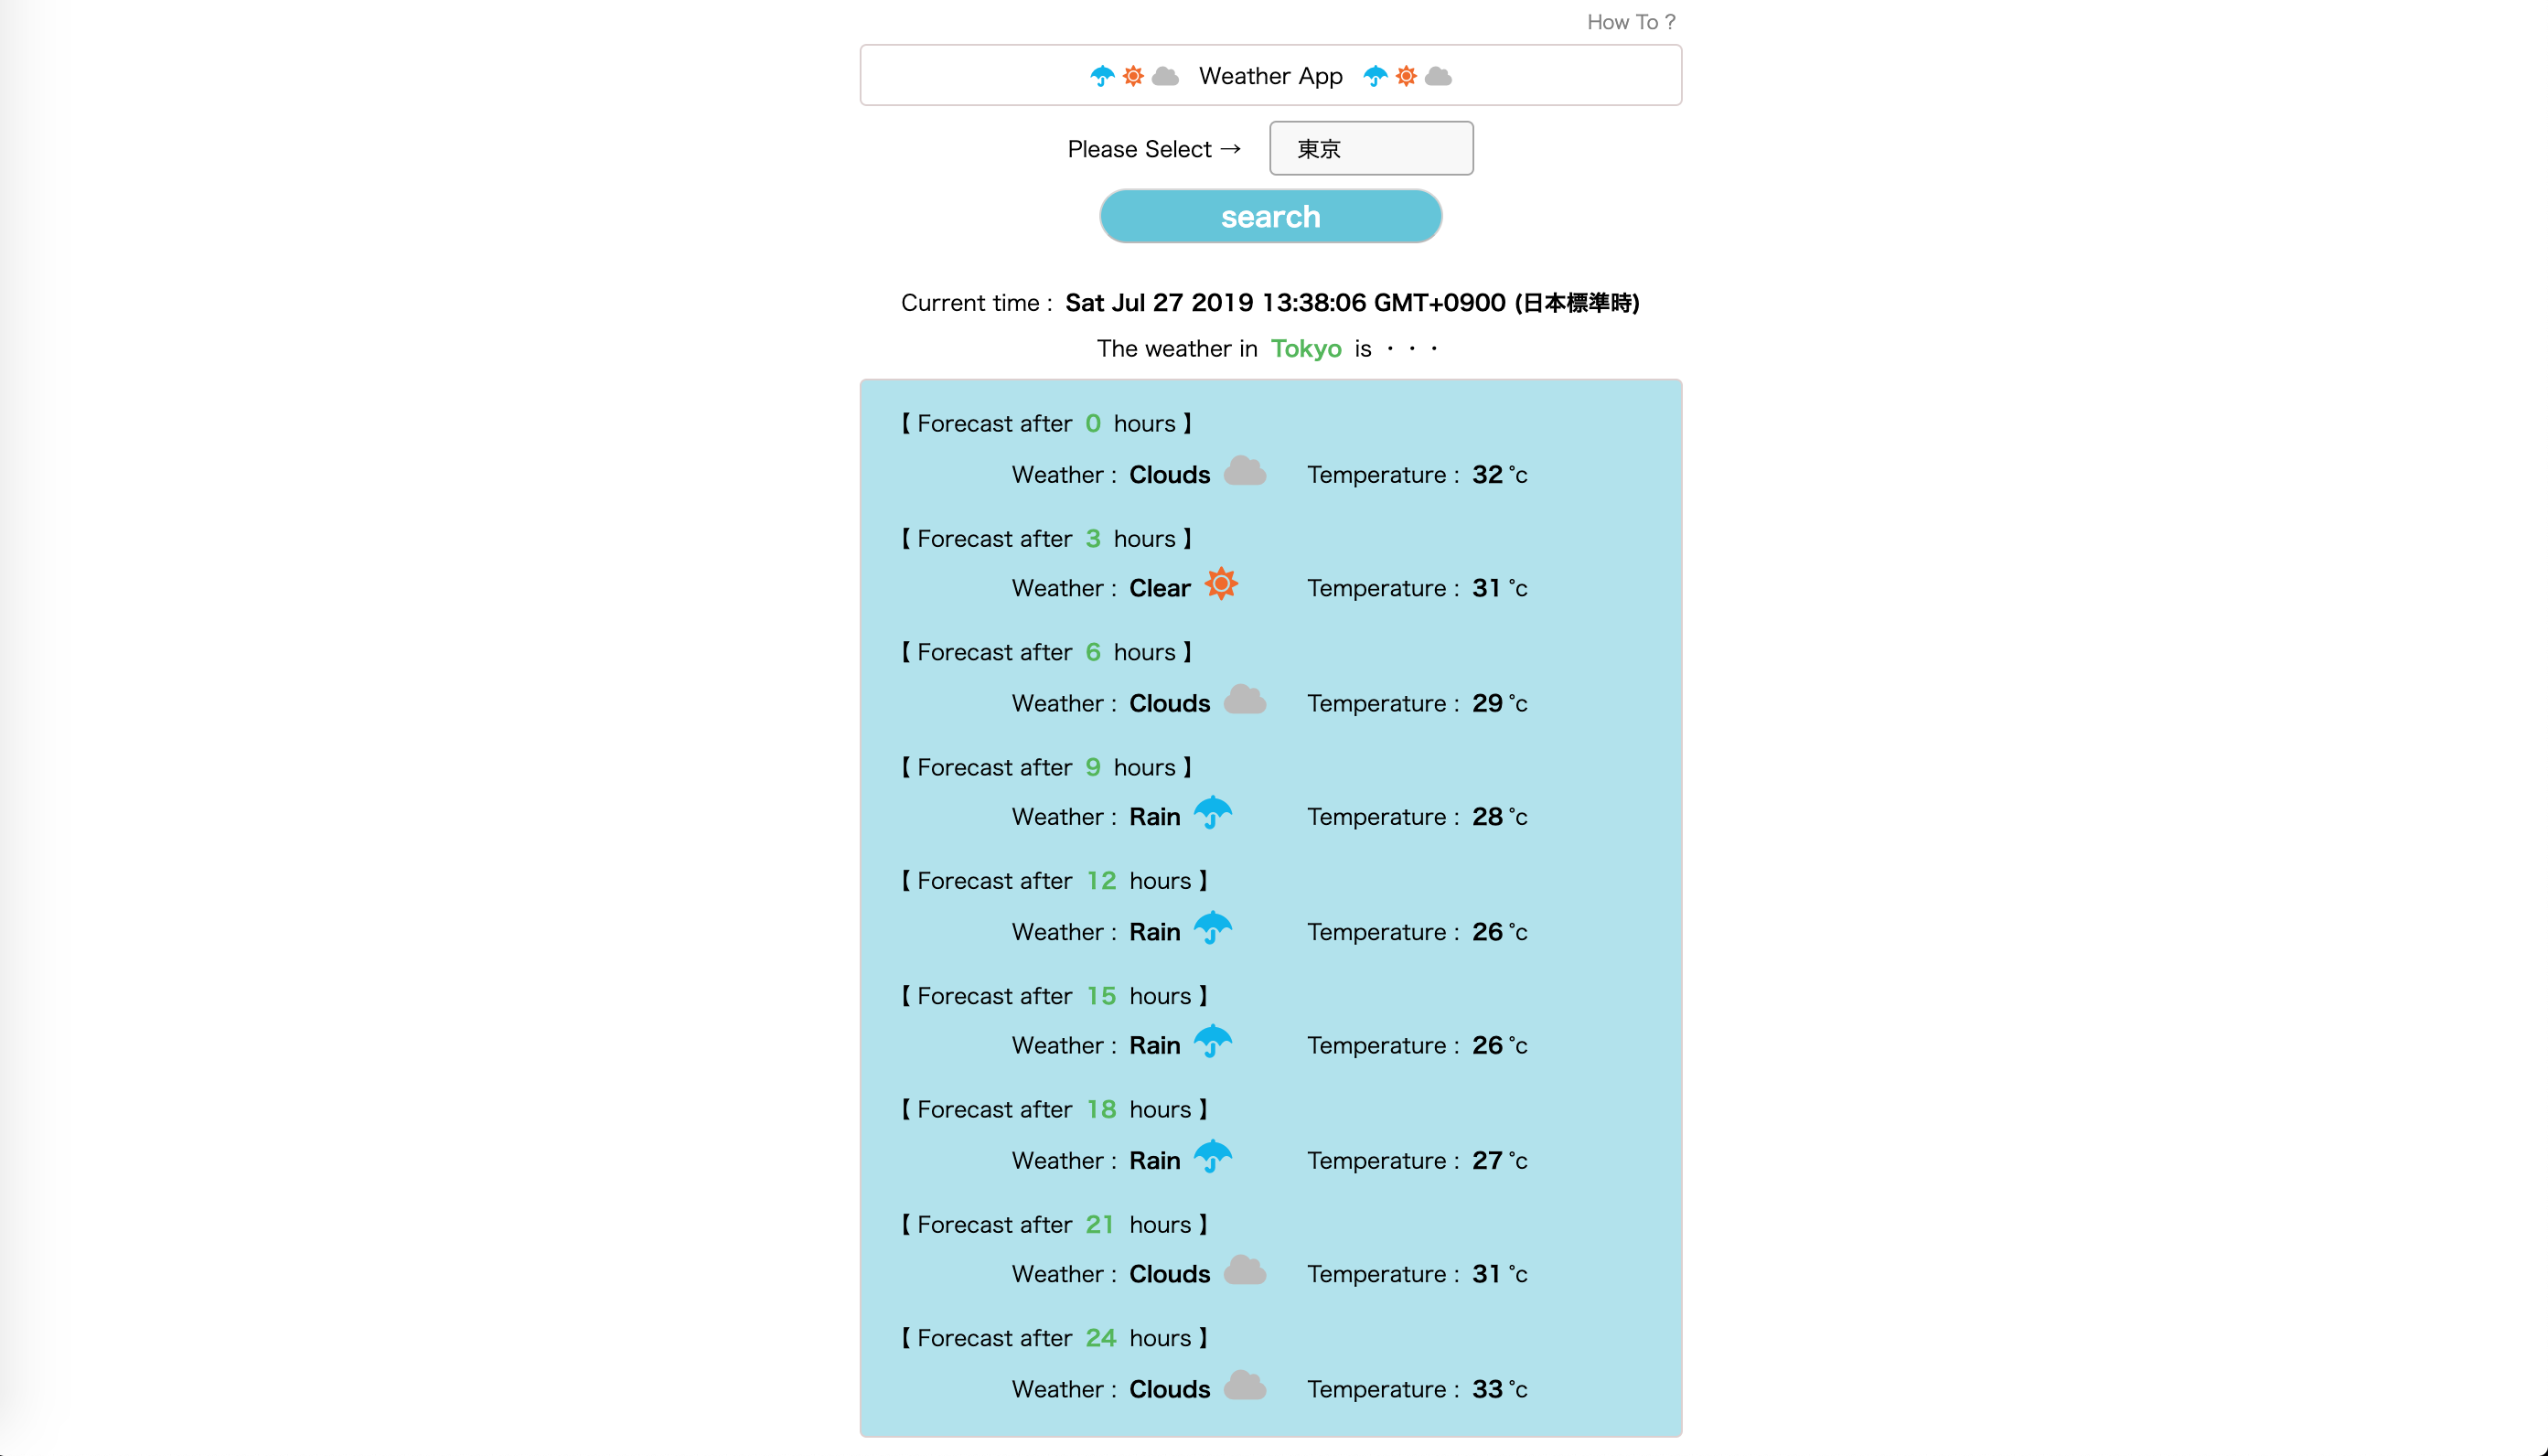 How To ?
Weather App
Please Select → 東京
search
Current time : Sat Jul 27 2019 13:38:06 GMT+0900 (日本標準時)
The weather in Tokyo is ・・・
【 Forecast after 0 hours 】
Weather : Clouds Temperature : 32 ℃
【 Forecast after 3 hours 】
Weather : Clear Temperature : 31 ℃
【 Forecast after 6 hours 】
Weather : Clouds Temperature : 29 ℃
【 Forecast after 9 hours 】
Weather : Rain Temperature : 28 ℃
【 Forecast after 12 hours 】
Weather : Rain Temperature : 26 ℃
【 Forecast after 15 hours 】
Weather : Rain Temperature : 26 ℃
【 Forecast after 18 hours 】
Weather : Rain Temperature : 27 ℃
【 Forecast after 21 hours 】
Weather : Clouds Temperature : 31 ℃
【 Forecast after 24 hours 】
Weather : Clouds Temperature : 33 ℃